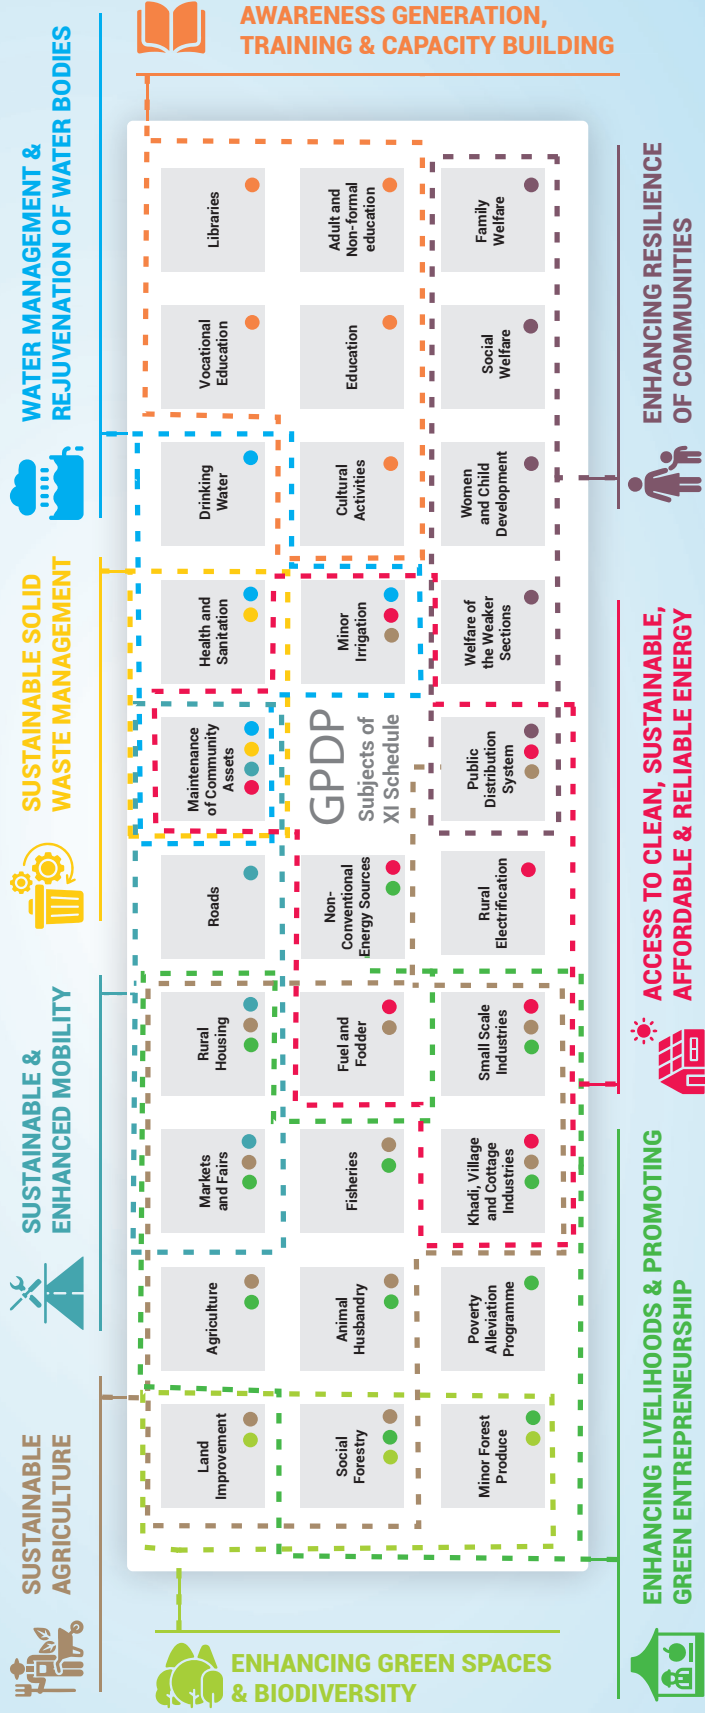 AWARENESS GENERATION,
TRAINING & CAPACITY BUILDING
WATER MANAGEMENT &
REJUVENATION OF WATER BODIES
SUSTAINABLE SOLID
WASTE MANAGEMENT
SUSTAINABLE &
ENHANCED MOBILITY
SUSTAINABLE
AGRICULTURE
Land
Improvement
Agriculture
Markets
and Fairs
Rural
Housing
Roads
Maintenance
of Community
Assets
Health and
Sanitation
Drinking
Water
Vocational
Education
Libraries
Social
Forestry
Animal
Husbandry
Fisheries
Fuel and
Fodder
Non-
Conventional
Energy Sources
GPDP
Subjects of
XI Schedule
Minor
Irrigation
Cultural
Activities
Education
Adult and
Non-formal
education
Minor Forest
Produce
Poverty
Alleviation
Programme
Khadi, Village
and Cottage
Industries
Small Scale
Industries
Rural
Electrification
Public
Distribution
System
Welfare of
the Weaker
Sections
Women
and Child
Development
Social
Welfare
Family
Welfare
ENHANCING LIVELIHOODS & PROMOTING
GREEN ENTREPRENEURSHIP
ACCESS TO CLEAN, SUSTAINABLE,
AFFORDABLE & RELIABLE ENERGY
ENHANCING RESILIENCE
OF COMMUNITIES
ENHANCING GREEN SPACES
& BIODIVERSITY